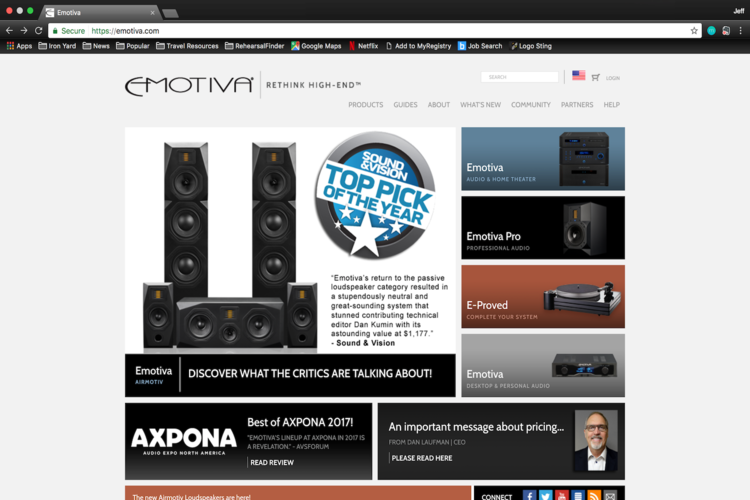 Emotiva
Jeff
Secure https://emotiva.com
Apps Iron Yard News Popular Travel Resources RehearsalFinder Google Maps Netflix Add to MyRegistry Job Search Logo Sting
EMOTIVA® RETHINK HIGH-END™
SEARCH
LOGIN
PRODUCTS GUIDES ABOUT WHAT'S NEW COMMUNITY PARTNERS HELP
SOUND
&VISION
TOP PICK
OF THE YEAR
"Emotiva's return to the passive
loudspeaker category resulted in
a stupendously neutral and
great-sounding system that
stunned contributing technical
editor Dan Kumin with its
astounding value at $1,177."
- Sound & Vision
Emotiva
AIRMOTIV
DISCOVER WHAT THE CRITICS ARE TALKING ABOUT!
Emotiva
AUDIO & HOME THEATER
Emotiva Pro
PROFESSIONAL AUDIO
E-Proved
COMPLETE YOUR SYSTEM
Emotiva
DESKTOP & PERSONAL AUDIO
AXPONA
AUDIO EXPO NORTH AMERICA
Best of AXPONA 2017!
"EMOTIVA'S LINEUP AT AXPONA IN 2017 IS
A REVELATION." - AVSFORUM
READ REVIEW
An important message about pricing...
FROM DAN LAUFMAN | CEO
PLEASE READ HERE
The new Airmotiv Loudspeakers are here!
CONNECT